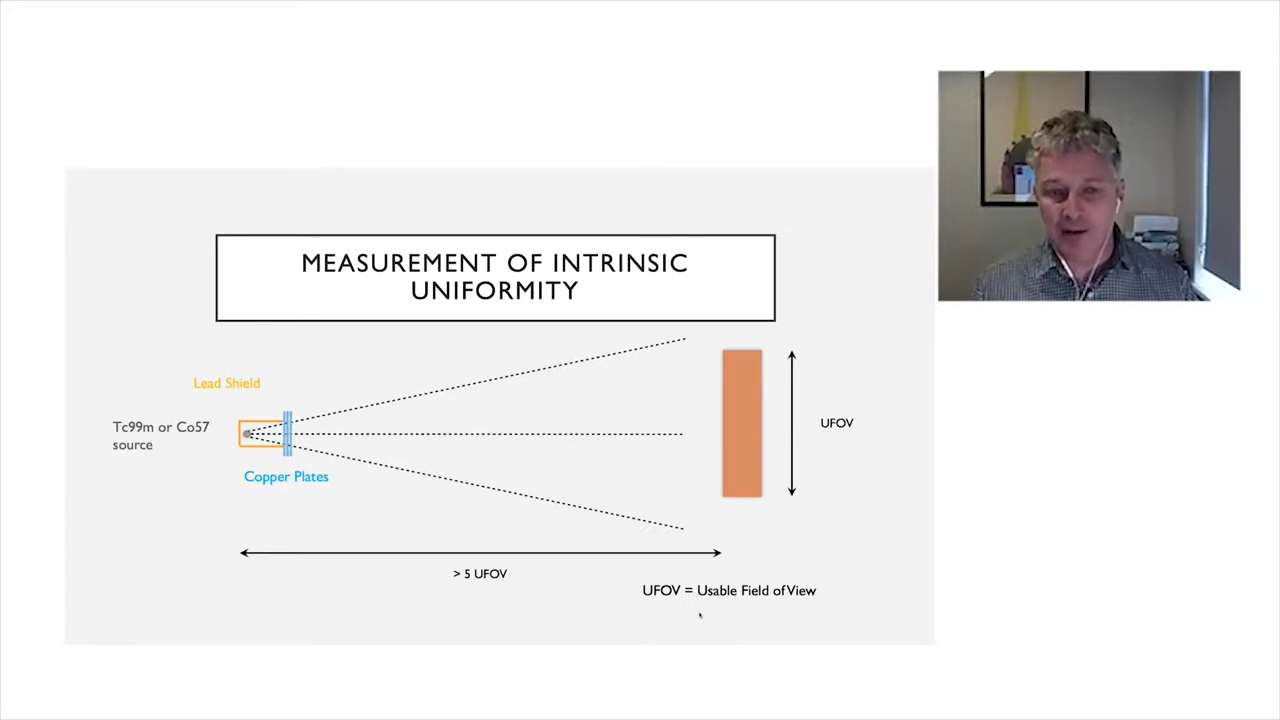 MEASUREMENT OF INTRINSIC
UNIFORMITY
Lead Shield
Tc99m or Co57
source
Copper Plates
UFOV
> 5 UFOV
UFOV = Usable Field of View